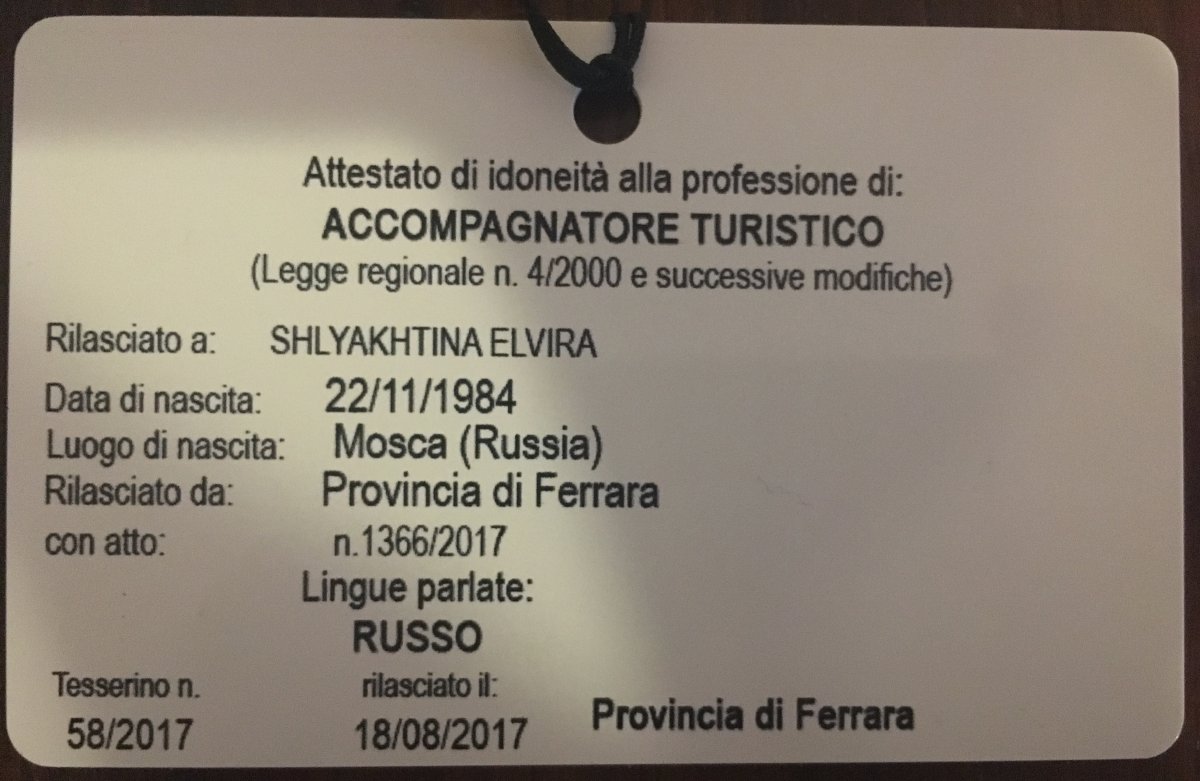 Attestato di idoneità alla professione di:
ACCOMPAGNATORE TURISTICO
(Legge regionale n. 4/2000 e successive modifiche)
Rilasciato a: SHLYAKHTINA ELVIRA
Data di nascita: 22/11/1984
Luogo di nascita: Mosca (Russia)
Rilasciato da: Provincia di Ferrara
con atto: n.1366/2017
Lingue parlate:
RUSSO
Tesserino n. rilasciato il:
58/2017 18/08/2017 Provincia di Ferrara